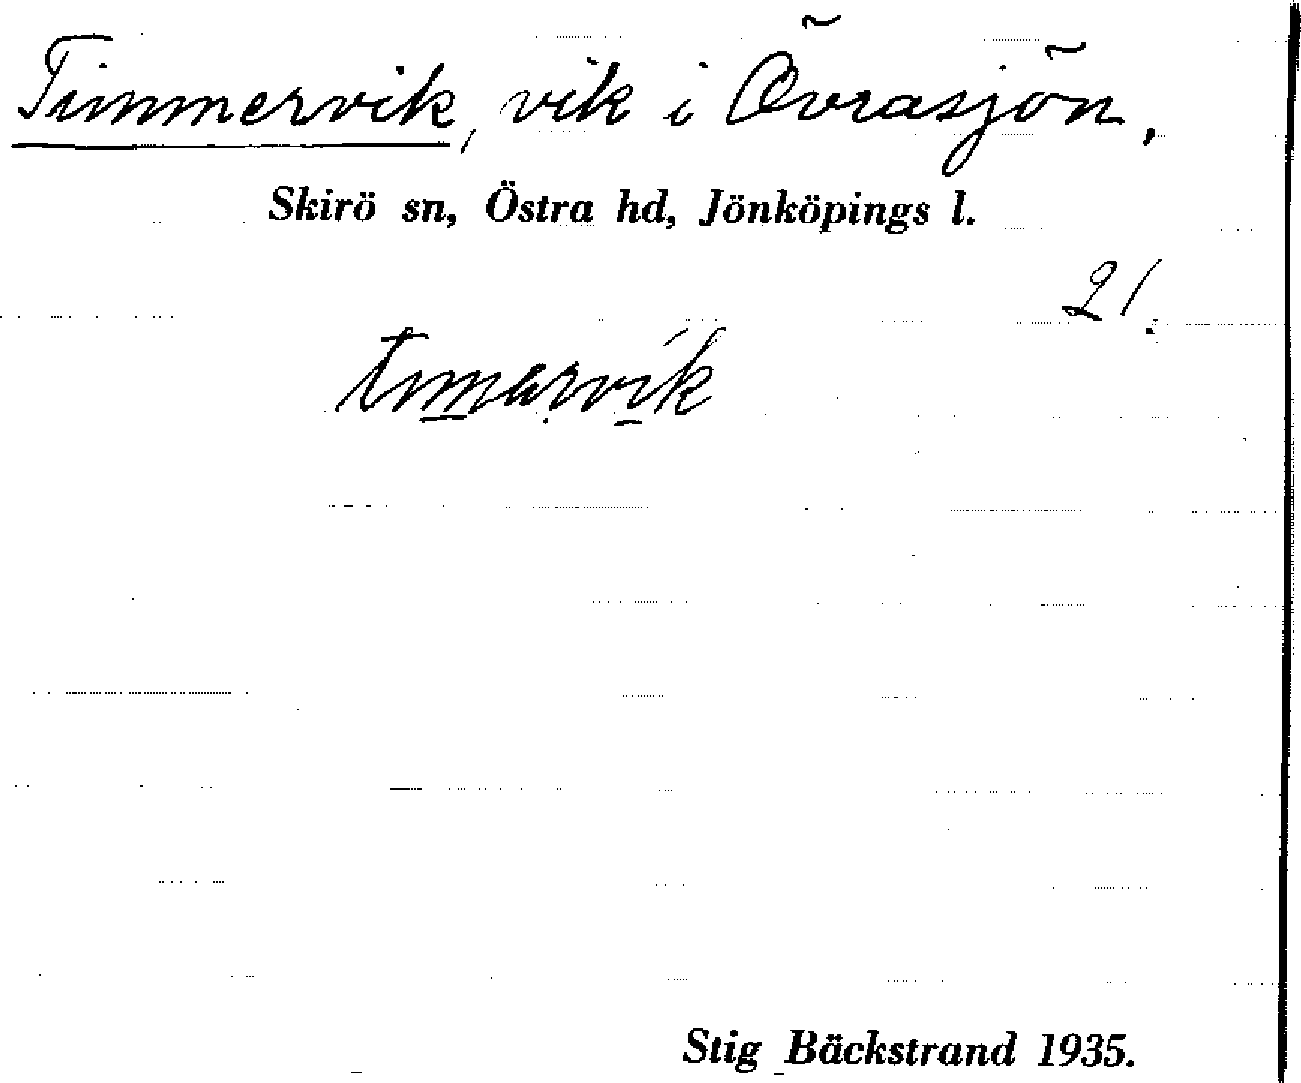 Timmervik, vik i Övrasjön.
Skirö sn, Östra hd, Jönköpings l.
21.
Stig Bäckstrand 1935.